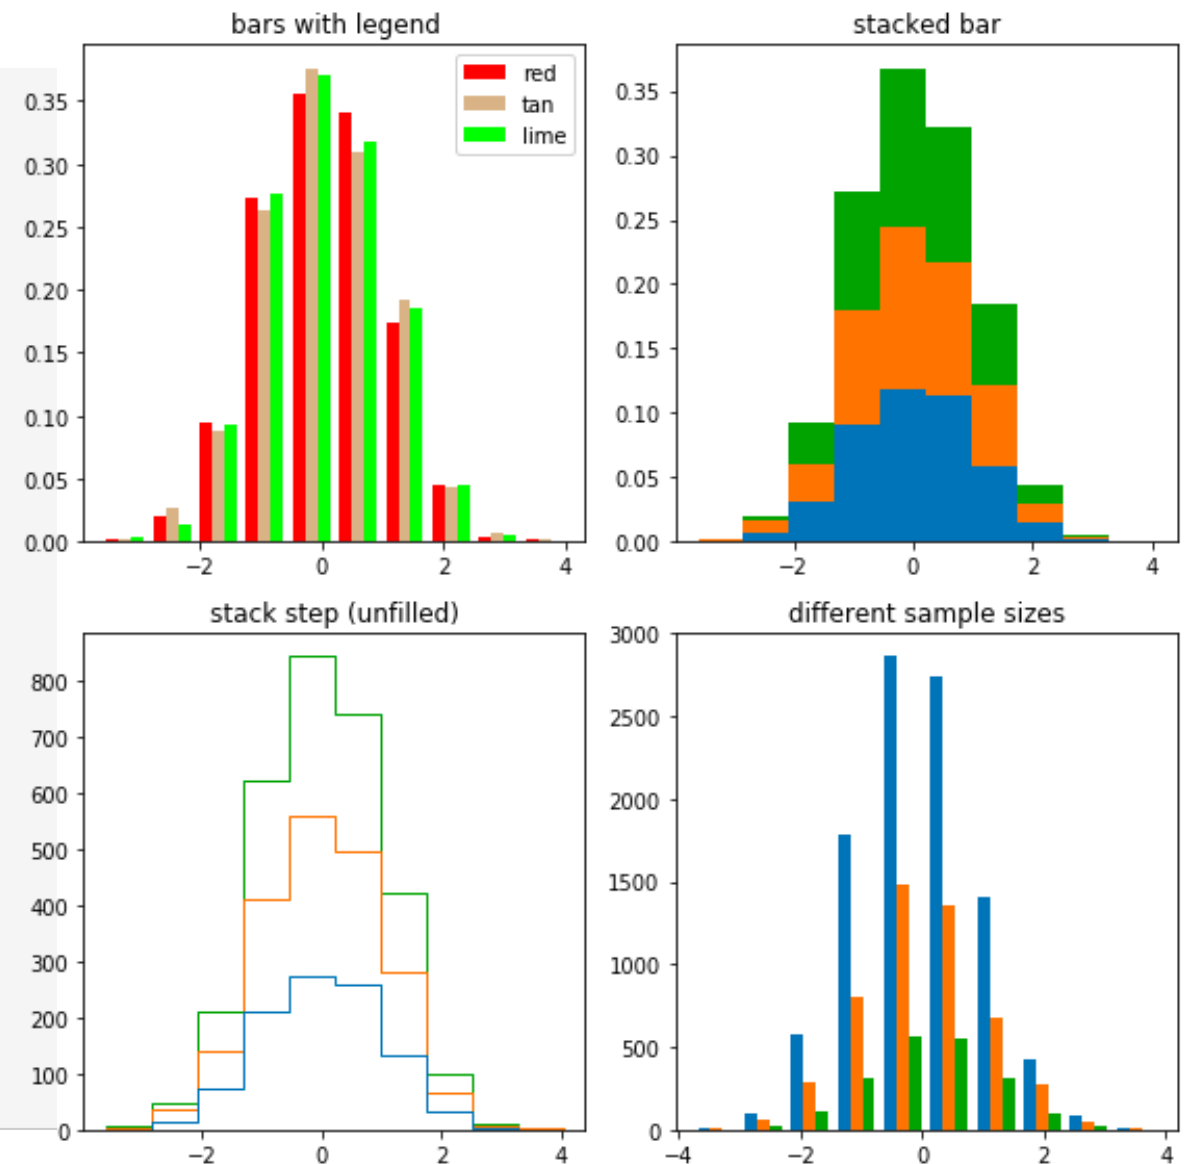 bars with legend
0.35
0.30
0.25
0.20
0.15
0.10
0.05
0.00
−2 0 2 4
red
tan
lime
stacked bar
0.35
0.30
0.25
0.20
0.15
0.10
0.05
0.00
−2 0 2 4
stack step (unfilled)
800
700
600
500
400
300
200
100
0
−2 0 2 4
different sample sizes
3000
2500
2000
1500
1000
500
0
−4 −2 0 2 4